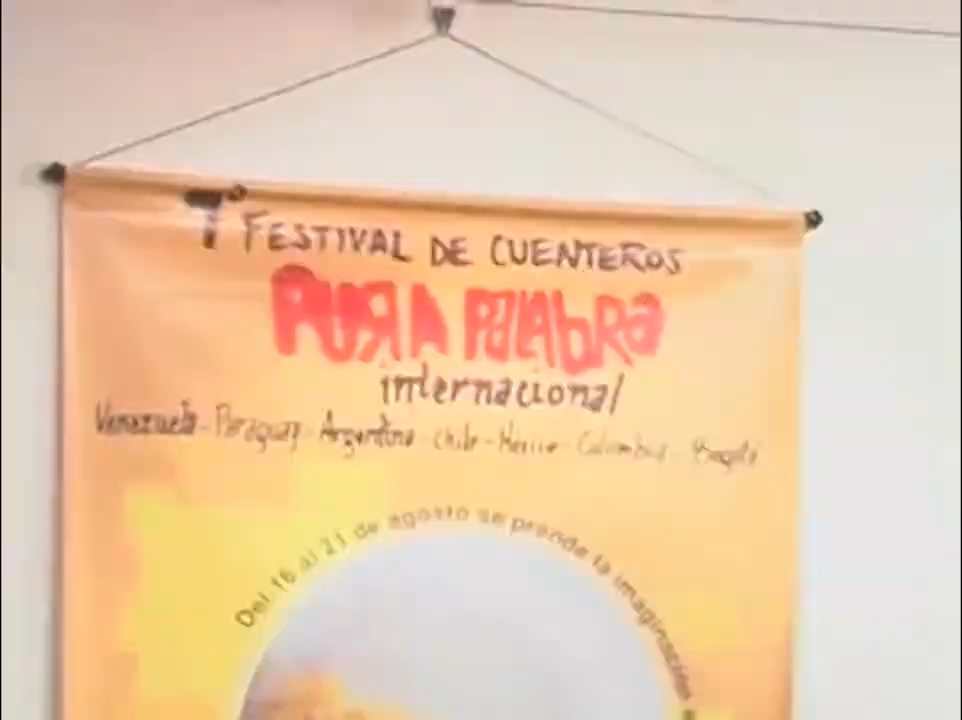 7° FESTIVAL DE CUENTEROS
PURA PALAbRa
internacional
Venezuela - Paraguay - Argentina - chile - Mexico - Colombia - Bogotá
Del 16 al 21 de agosto se prende la imaginación